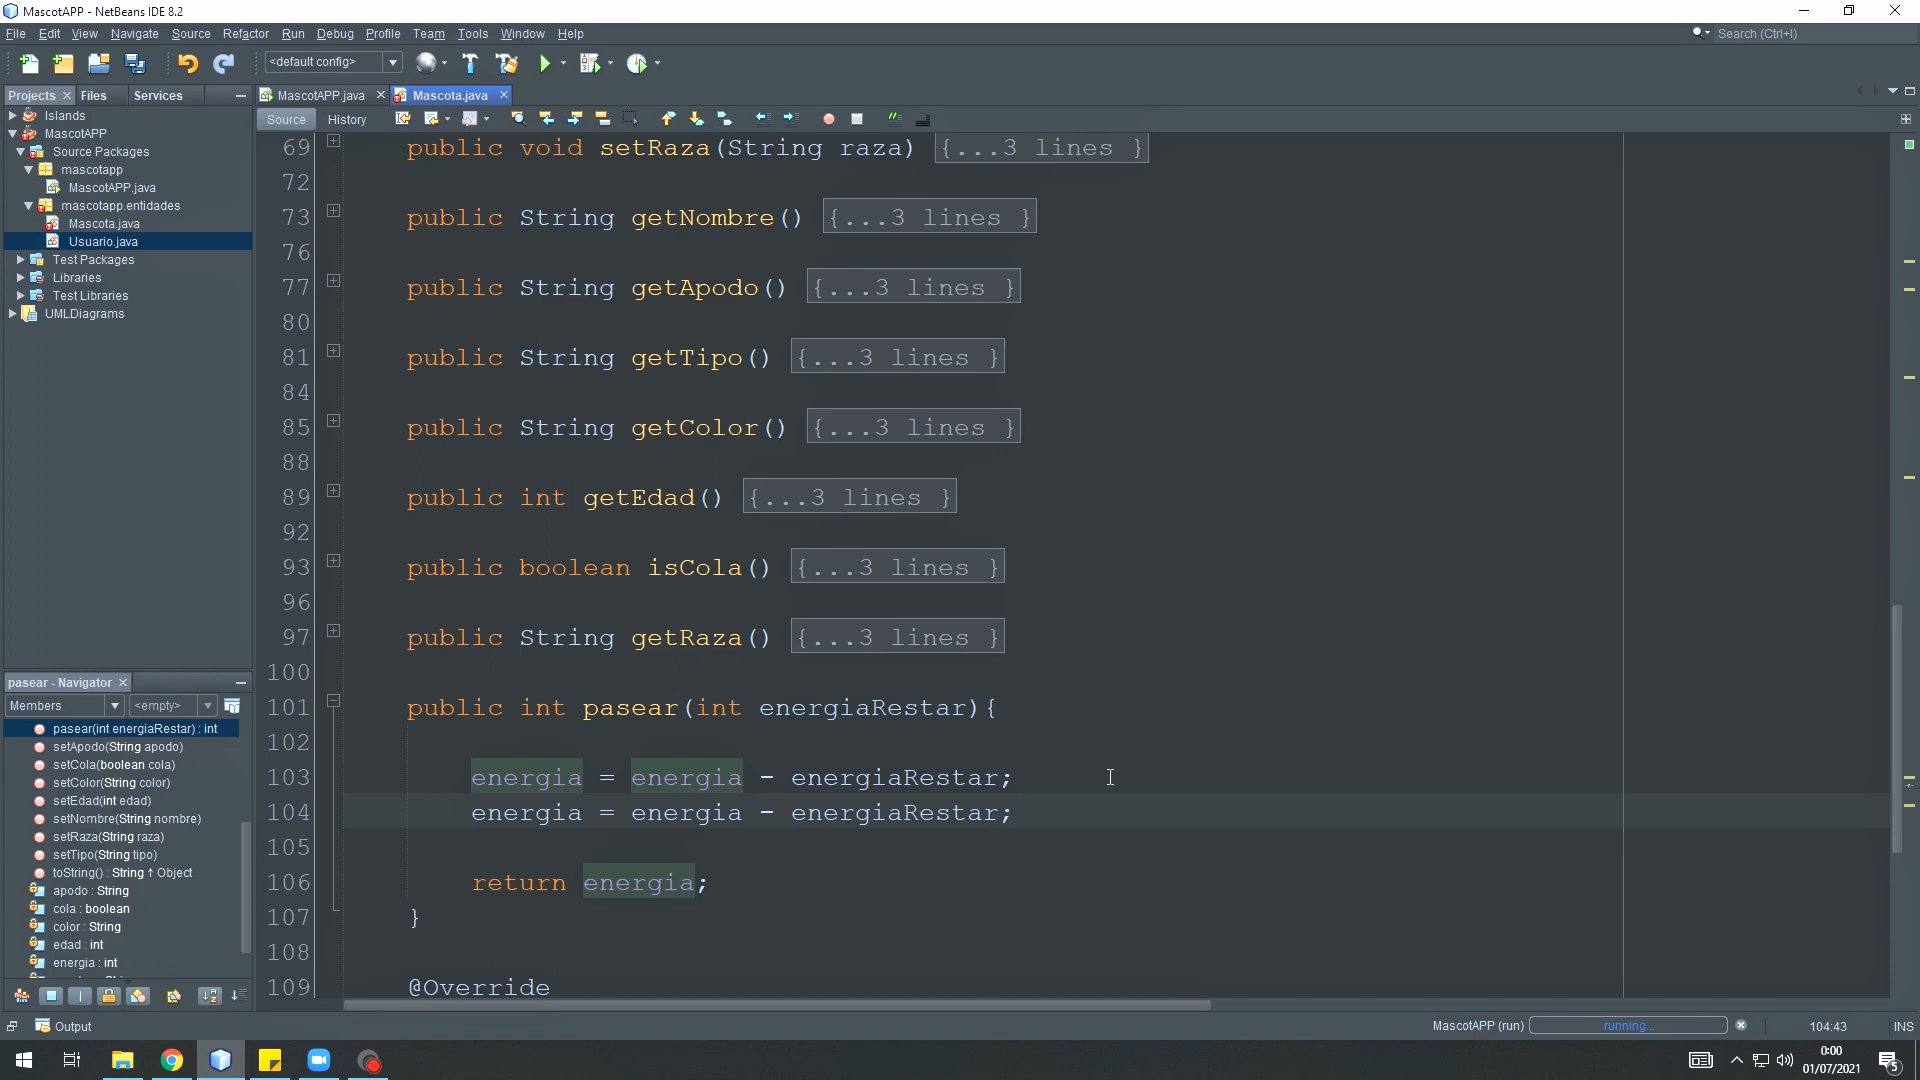 MascotAPP - NetBeans IDE 8.2
File Edit View Navigate Source Refactor Run Debug Profile Team Tools Window Help
Search (Ctrl+I)
<default config>
Projects Files Services
MascotAPP.java Mascota.java
Source History
Islands
MascotAPP
Source Packages
mascotapp
MascotAPP.java
mascotapp.entidades
Mascota.java
Usuario.java
Test Packages
Libraries
Test Libraries
UMLDiagrams
69 public void setRaza(String raza) {...3 lines }
72
73 public String getNombre() {...3 lines }
76
77 public String getApodo() {...3 lines }
80
81 public String getTipo() {...3 lines }
84
85 public String getColor() {...3 lines }
88
89 public int getEdad() {...3 lines }
92
93 public boolean isCola() {...3 lines }
96
97 public String getRaza() {...3 lines }
100
101 public int pasear(int energiaRestar){
102
103 energia = energia - energiaRestar;
104 energia = energia - energiaRestar;
105
106 return energia;
107 }
108
109 @Override
pasear - Navigator
Members <empty>
pasear(int energiaRestar) : int
setApodo(String apodo)
setCola(boolean cola)
setColor(String color)
setEdad(int edad)
setNombre(String nombre)
setRaza(String raza)
setTipo(String tipo)
toString() : String ↑ Object
apodo : String
cola : boolean
color : String
edad : int
energia : int
Output
MascotAPP (run) running... 104:43 INS
0:00
01/07/2021
5